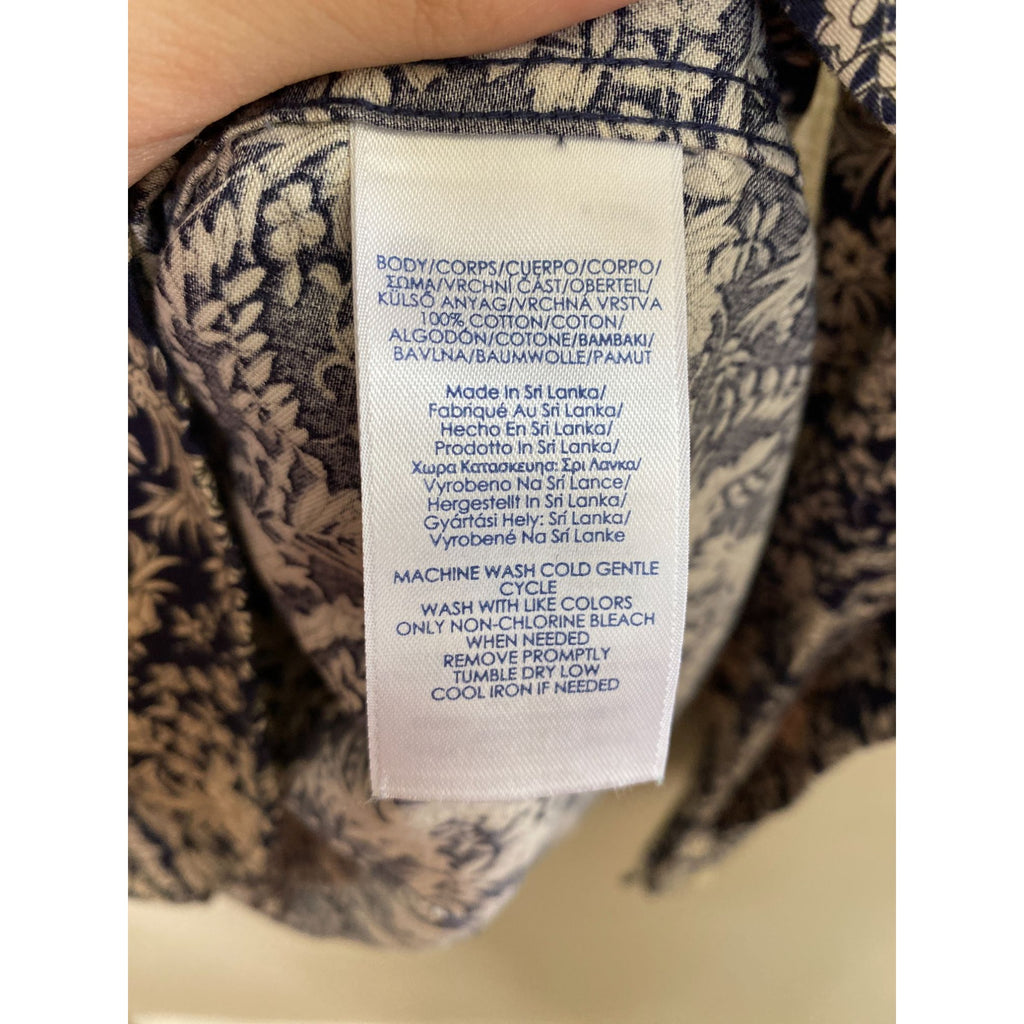 BODY/CORPS/CUERPO/CORPO/
ΣΩΜΑ/VRCHNÍ ČÁST/OBERTEIL/
KÜLSŐ ANYAG/VRCHNÁ VRSTVA
100% COTTON/COTON/
ALGODÓN/COTONE/BAMBAKI/
BAVLNA/BAUMWOLLE/PAMUT
Made In Sri Lanka/
Fabriqué Au Sri Lanka/
Hecho En Sri Lanka/
Prodotto In Sri Lanka/
Χωρα Κατασκευησ: Σρι Λανκα/
Vyrobeno Na Srí Lance/
Hergestellt In Sri Lanka/
Gyártási Hely: Srí Lanka/
Vyrobené Na Srí Lanke
MACHINE WASH COLD GENTLE
CYCLE
WASH WITH LIKE COLORS
ONLY NON-CHLORINE BLEACH
WHEN NEEDED
REMOVE PROMPTLY
TUMBLE DRY LOW
COOL IRON IF NEEDED